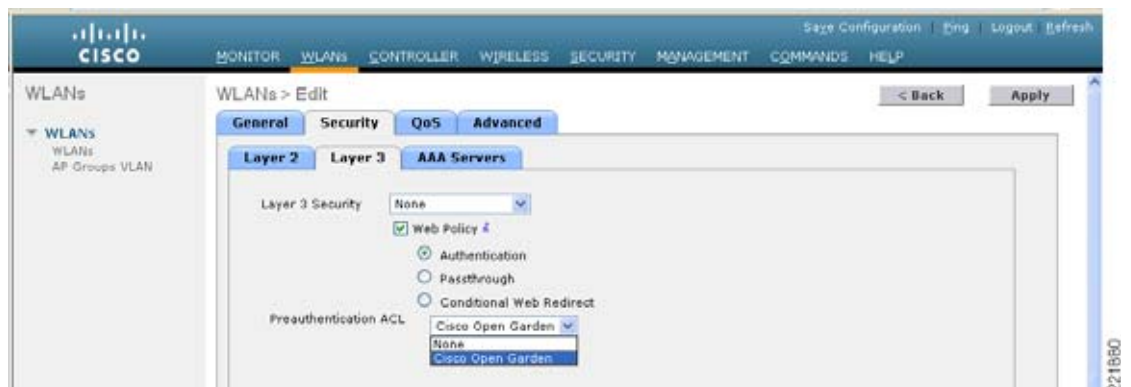 Save Configuration | Ping | Logout | Refresh
CISCO
MONITOR WLANs CONTROLLER WIRELESS SECURITY MANAGEMENT COMMANDS HELP
WLANs
WLANs
WLANs
AP Groups VLAN
WLANs > Edit
< Back
Apply
General Security QoS Advanced
Layer 2 Layer 3 AAA Servers
Layer 3 Security None
Web Policy
Authentication
Passthrough
Conditional Web Redirect
Preauthentication ACL Cisco Open Garden
None
Cisco Open Garden
221880